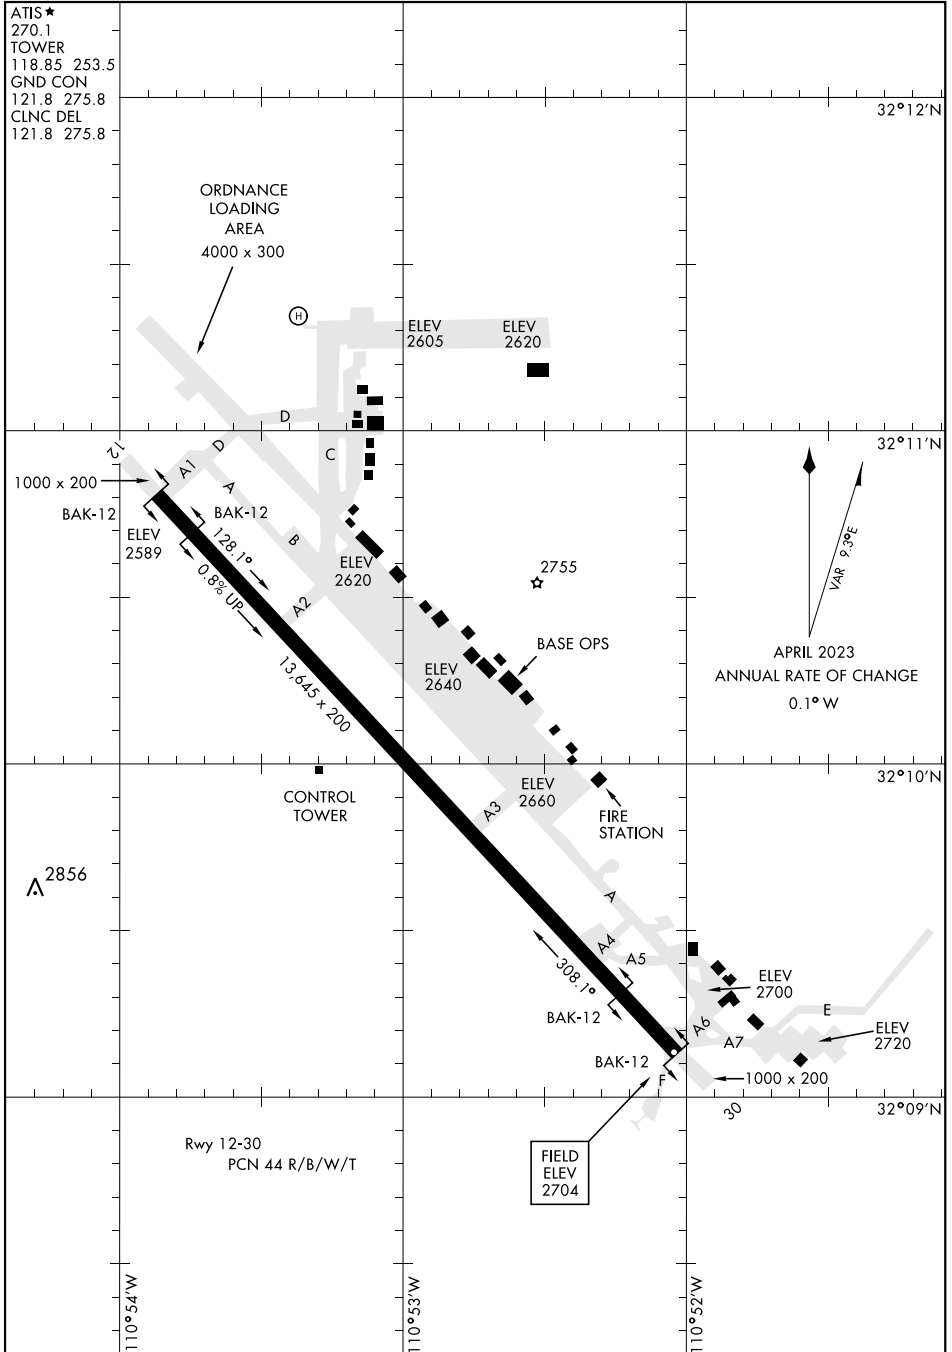 ATIS ★
270.1
TOWER
118.85 253.5
GND CON
121.8 275.8
CLNC DEL
121.8 275.8
32°12'N
ORDNANCE
LOADING
AREA
4000 x 300
H
ELEV
2605
ELEV
2620
D
12
D
C
32°11'N
A1
1000 x 200
A
BAK-12
BAK-12
ELEV
2589
128.1°
B
ELEV
2620
0.8% UP
2755
VAR 9.3°E
A2
BASE OPS
APRIL 2023
ANNUAL RATE OF CHANGE
0.1° W
ELEV
2640
13,645 x 200
32°10'N
CONTROL
TOWER
ELEV
2660
A3
FIRE
STATION
2856
A
A4
A5
308.1°
ELEV
2700
BAK-12
E
A6
A7
ELEV
2720
BAK-12
F
1000 x 200
30
32°09'N
Rwy 12-30
PCN 44 R/B/W/T
FIELD
ELEV
2704
110°54'W
110°53'W
110°52'W